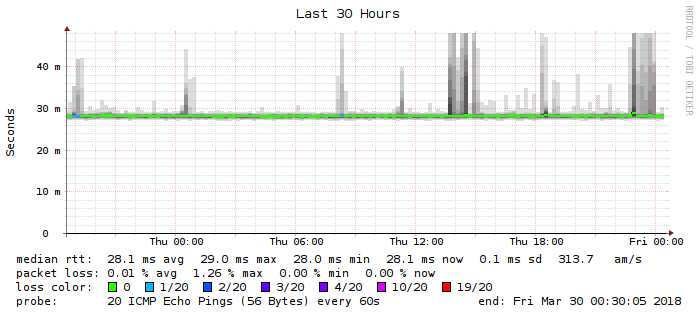 Last 30 Hours
RRDTOOL / TOBI OETIKER
Seconds
40 m
30 m
20 m
10 m
0
Thu 00:00 Thu 06:00 Thu 12:00 Thu 18:00 Fri 00:00
median rtt: 28.1 ms avg 29.0 ms max 28.0 ms min 28.1 ms now 0.1 ms sd 313.7 am/s
packet loss: 0.01 % avg 1.26 % max 0.00 % min 0.00 % now
loss color: 0 1/20 2/20 3/20 4/20 10/20 19/20
probe: 20 ICMP Echo Pings (56 Bytes) every 60s end: Fri Mar 30 00:30:05 2018